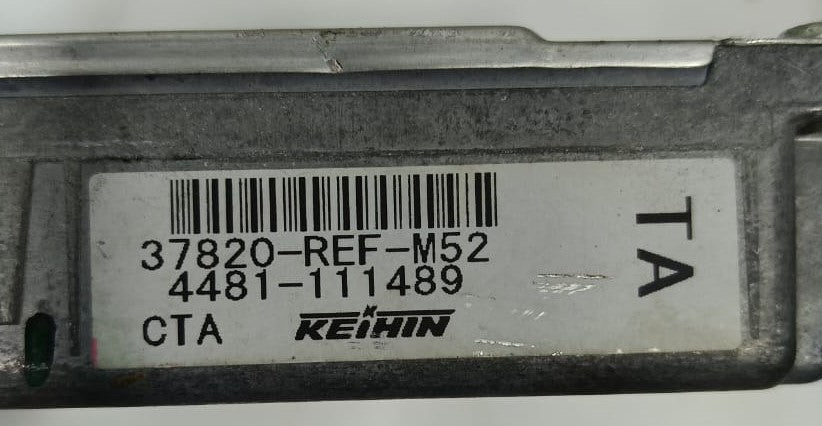 37820-REF-M52
4481-111489
CTA KEIHIN
TA